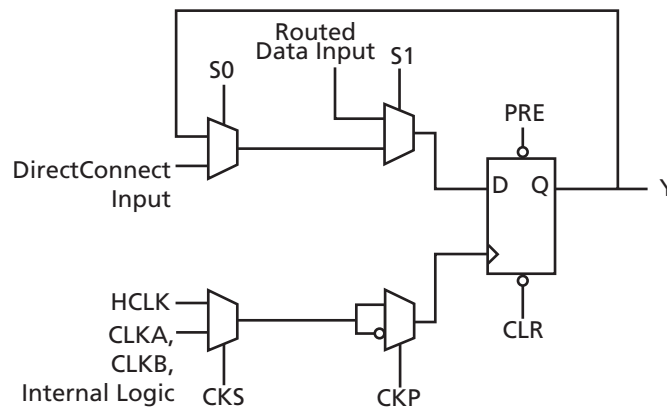 Routed
Data Input
S0
S1
PRE
DirectConnect
Input
D Q
Y
HCLK
CLKA,
CLKB,
Internal Logic
CKS
CKP
CLR